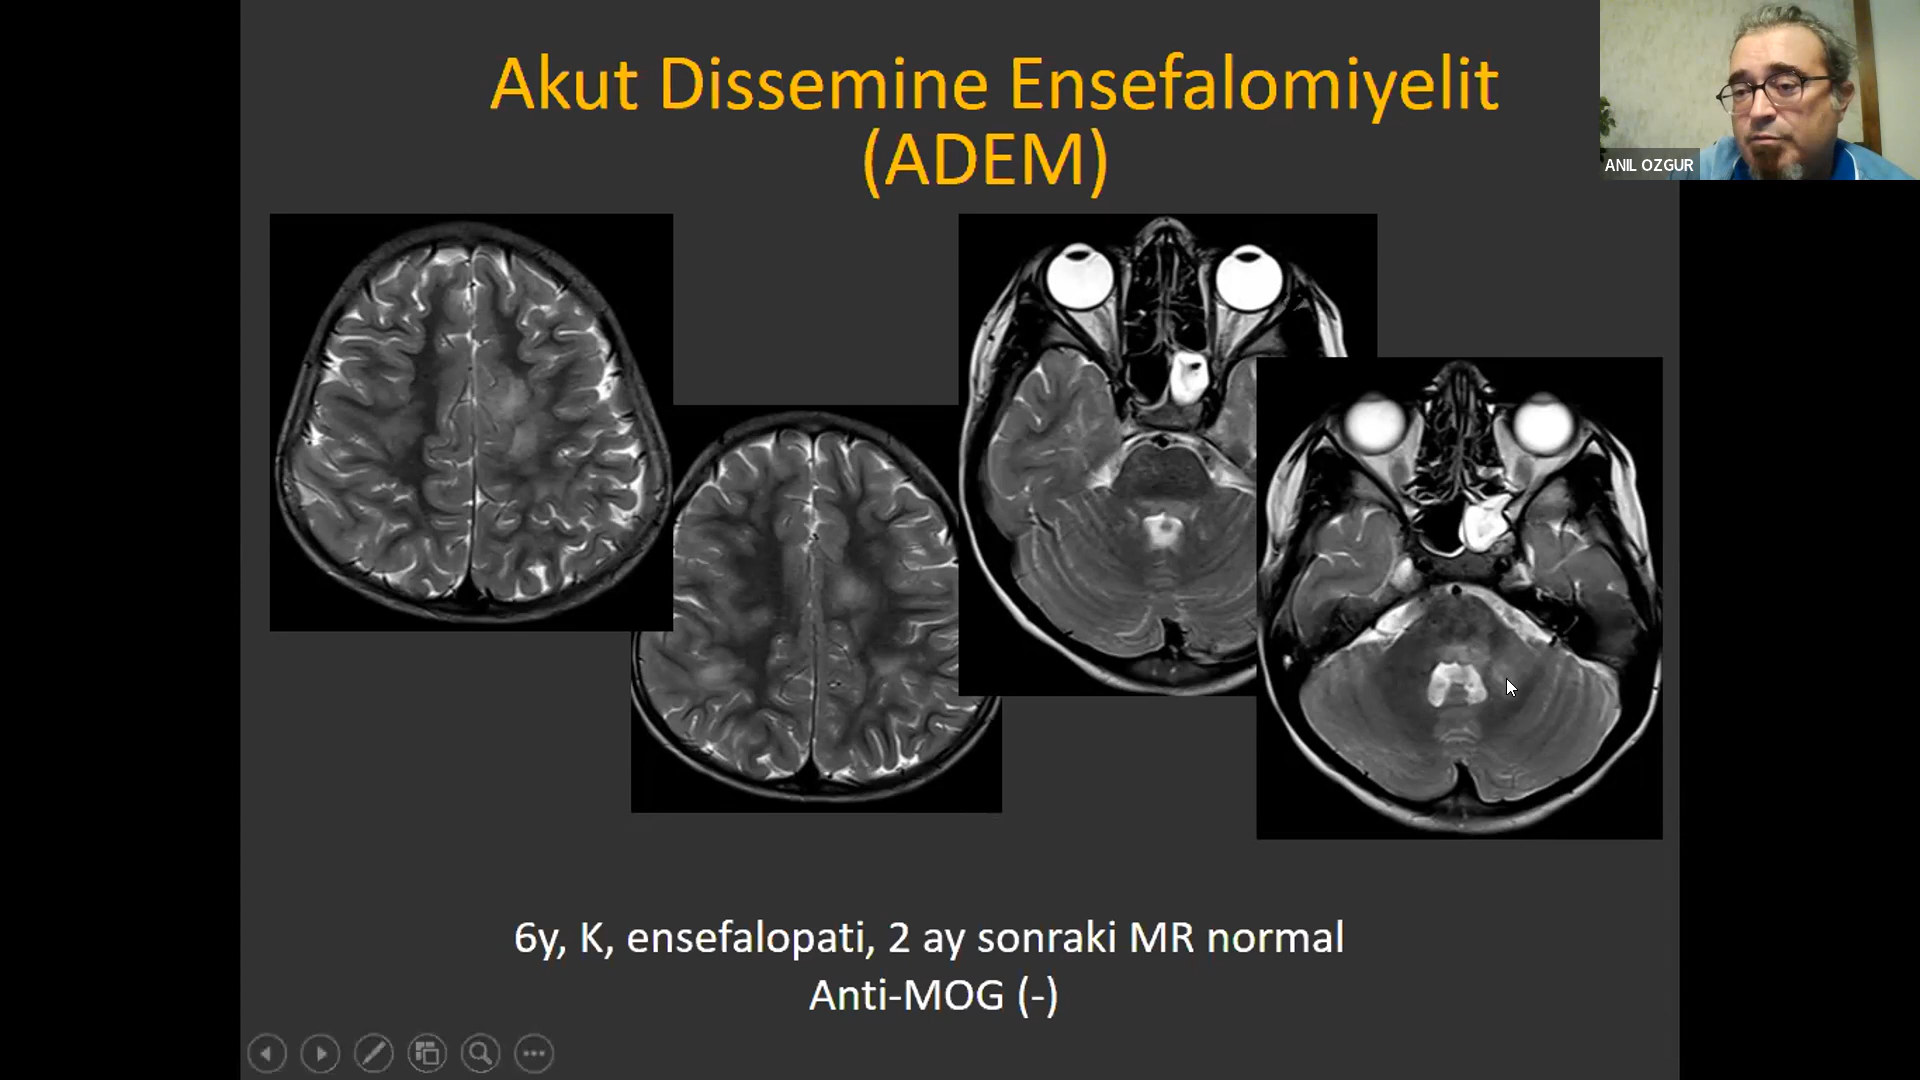 Akut Dissemine Ensefalomiyelit
(ADEM)
ANIL OZGUR
6y, K, ensefalopati, 2 ay sonraki MR normal
Anti-MOG (-)